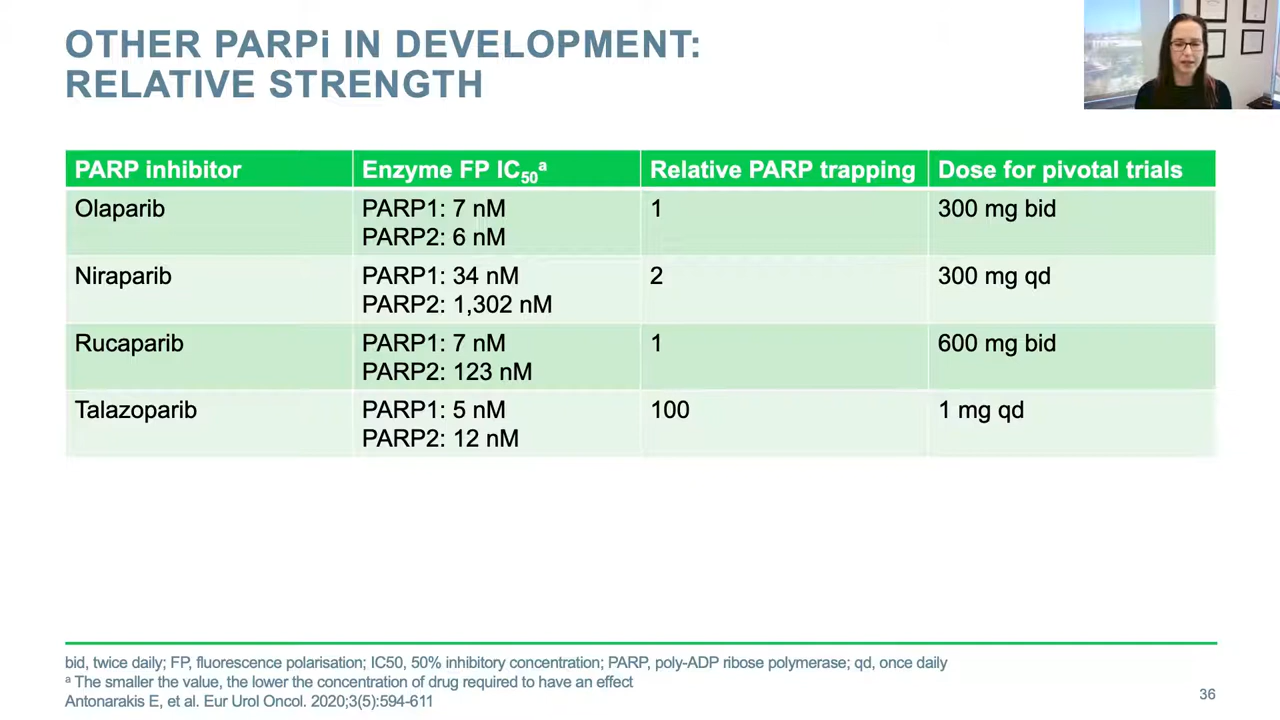 OTHER PARPi IN DEVELOPMENT:
RELATIVE STRENGTH
PARP inhibitor
Enzyme FP IC50a
Relative PARP trapping
Dose for pivotal trials
Olaparib
PARP1: 7 nM
PARP2: 6 nM
1
300 mg bid
Niraparib
PARP1: 34 nM
PARP2: 1,302 nM
2
300 mg qd
Rucaparib
PARP1: 7 nM
PARP2: 123 nM
1
600 mg bid
Talazoparib
PARP1: 5 nM
PARP2: 12 nM
100
1 mg qd
bid, twice daily; FP, fluorescence polarisation; IC50, 50% inhibitory concentration; PARP, poly-ADP ribose polymerase; qd, once daily
a The smaller the value, the lower the concentration of drug required to have an effect
Antonarakis E, et al. Eur Urol Oncol. 2020;3(5):594-611
36